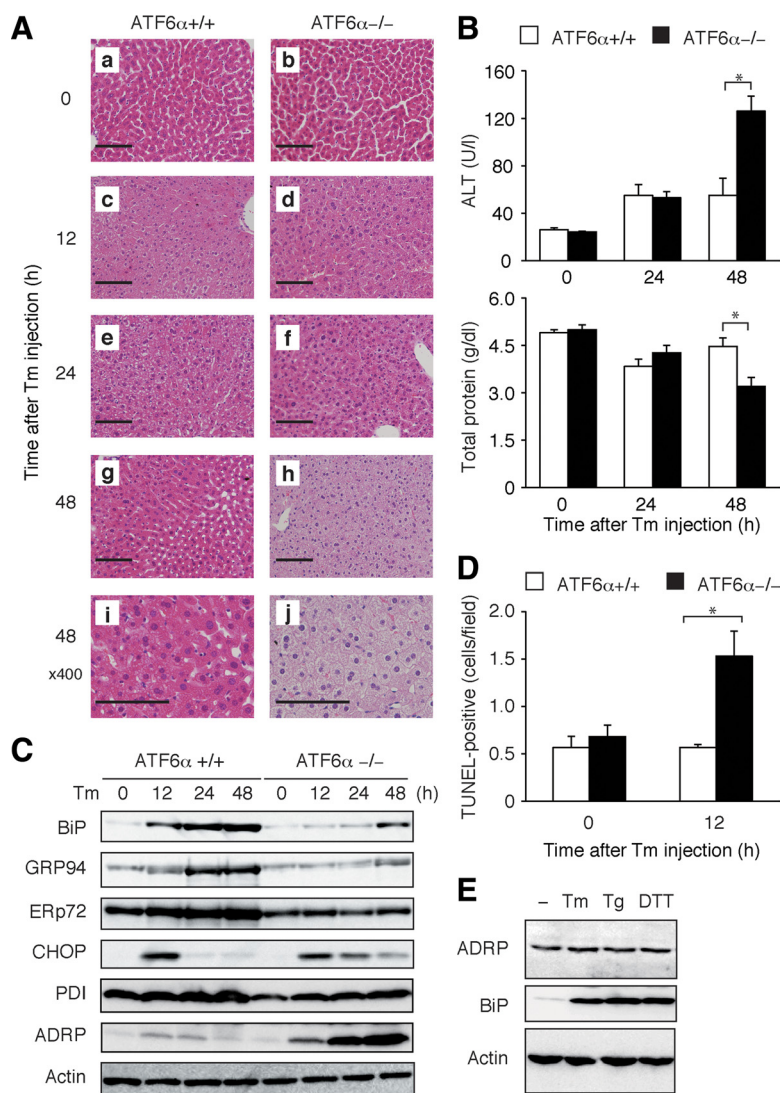 A
ATF6α+/+ ATF6α−/−
Time after Tm injection (h)
0
a b
12
c d
24
e f
48
g h
48
x400
i j
B
ATF6α+/+ ATF6α−/−
ALT (U/l)
160
120
80
40
0
*
0 24 48
Total protein (g/dl)
6.0
4.5
3.0
1.5
0
*
0 24 48
Time after Tm injection (h)
C
ATF6α +/+ ATF6α −/−
Tm 0 12 24 48 0 12 24 48 (h)
BiP
GRP94
ERp72
CHOP
PDI
ADRP
Actin
D
ATF6α+/+ ATF6α−/−
TUNEL-positive (cells/field)
2.0
1.5
1.0
0.5
0
*
0 12
Time after Tm injection (h)
E
− Tm Tg DTT
ADRP
BiP
Actin